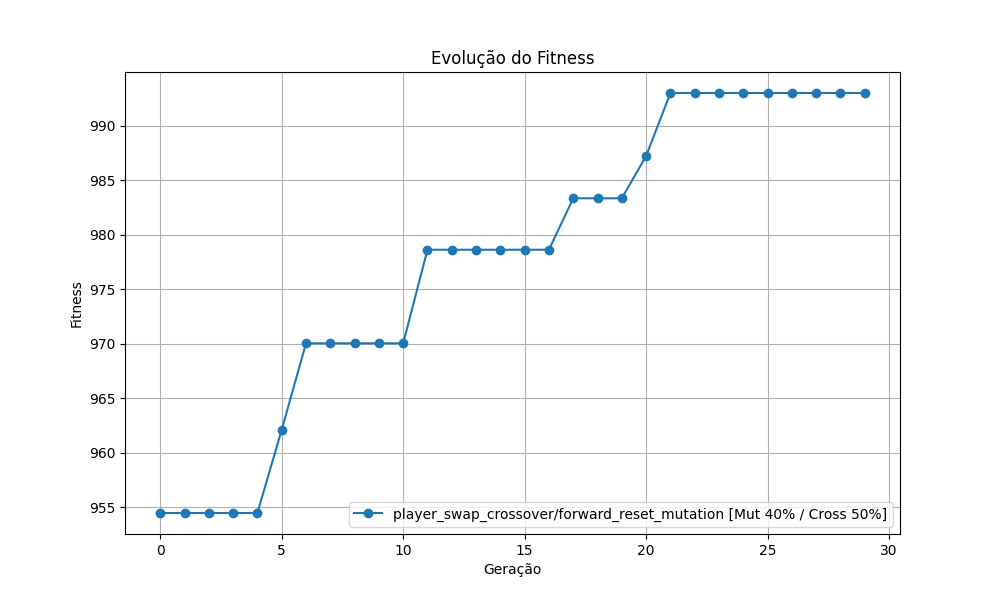 Evolução do Fitness
Fitness
990
985
980
975
970
965
960
955
player_swap_crossover/forward_reset_mutation [Mut 40% / Cross 50%]
0 5 10 15 20 25 30
Geração